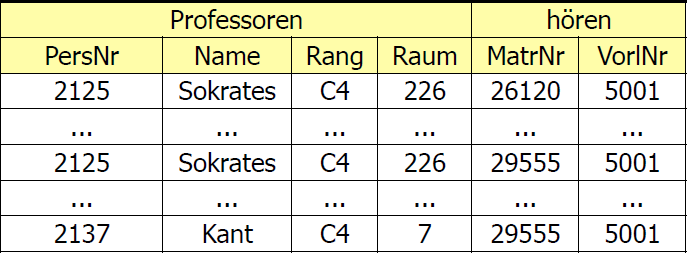 Professoren hören
PersNr Name Rang Raum MatrNr VorlNr
2125 Sokrates C4 226 26120 5001
... ... ... ... ... ...
2125 Sokrates C4 226 29555 5001
... ... ... ... ... ...
2137 Kant C4 7 29555 5001